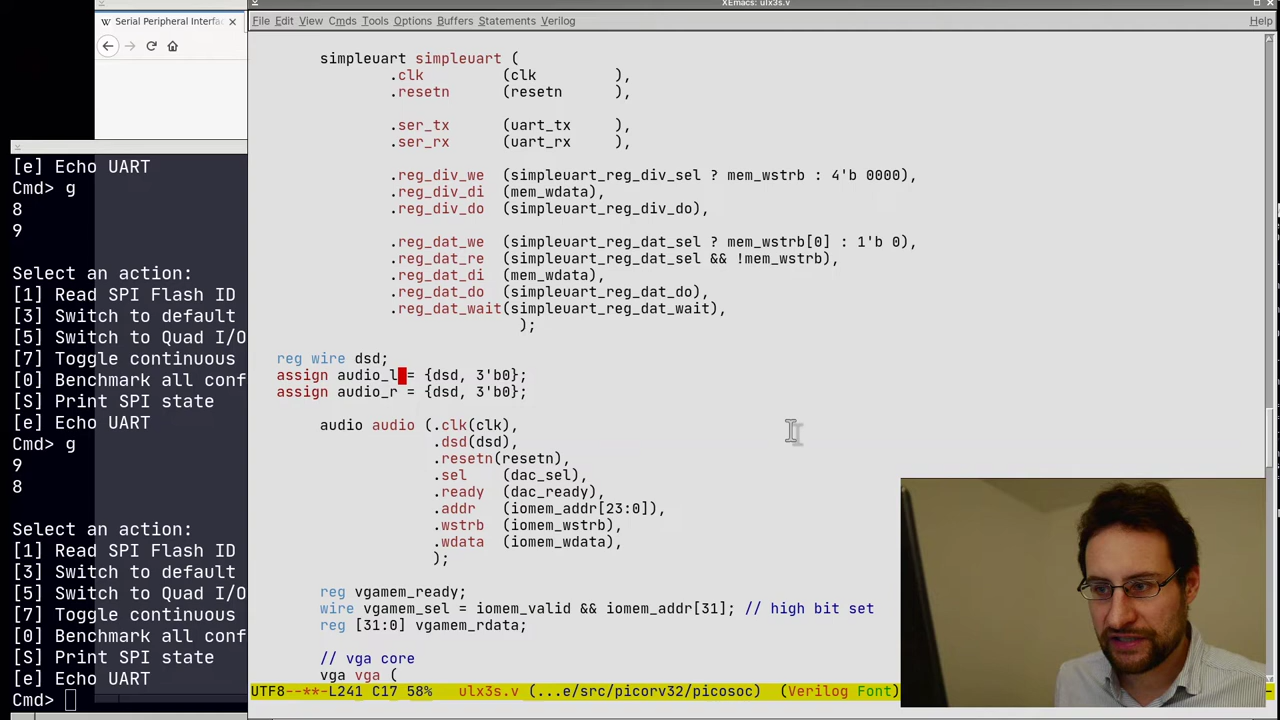 XEmacs: ulx3s.v
Serial Peripheral Interfac
File Edit View Cmds Tools Options Buffers Statements Verilog Help
simpleuart simpleuart (
.clk (clk ),
.resetn (resetn ),
.ser_tx (uart_tx ),
.ser_rx (uart_rx ),
.reg_div_we (simpleuart_reg_div_sel ? mem_wstrb : 4'b 0000),
.reg_div_di (mem_wdata),
.reg_div_do (simpleuart_reg_div_do),
.reg_dat_we (simpleuart_reg_dat_sel ? mem_wstrb[0] : 1'b 0),
.reg_dat_re (simpleuart_reg_dat_sel && !mem_wstrb),
.reg_dat_di (mem_wdata),
.reg_dat_do (simpleuart_reg_dat_do),
.reg_dat_wait(simpleuart_reg_dat_wait),
);
reg wire dsd;
assign audio_l = {dsd, 3'b0};
assign audio_r = {dsd, 3'b0};
audio audio (.clk(clk),
.dsd(dsd),
.resetn(resetn),
.sel (dac_sel),
.ready (dac_ready),
.addr (iomem_addr[23:0]),
.wstrb (iomem_wstrb),
.wdata (iomem_wdata),
);
reg vgamem_ready;
wire vgamem_sel = iomem_valid && iomem_addr[31]; // high bit set
reg [31:0] vgamem_rdata;
// vga core
vga vga (
UTF8--**-L241 C17 58% ulx3s.v (...e/src/picorv32/picosoc) (Verilog Font)
[e] Echo UART
Cmd> g
8
9
Select an action:
[1] Read SPI Flash ID
[3] Switch to default
[5] Switch to Quad I/O
[7] Toggle continuous
[0] Benchmark all conf
[S] Print SPI state
[e] Echo UART
Cmd> g
9
8
Select an action:
[1] Read SPI Flash ID
[3] Switch to default
[5] Switch to Quad I/O
[7] Toggle continuous
[0] Benchmark all conf
[S] Print SPI state
[e] Echo UART
Cmd>